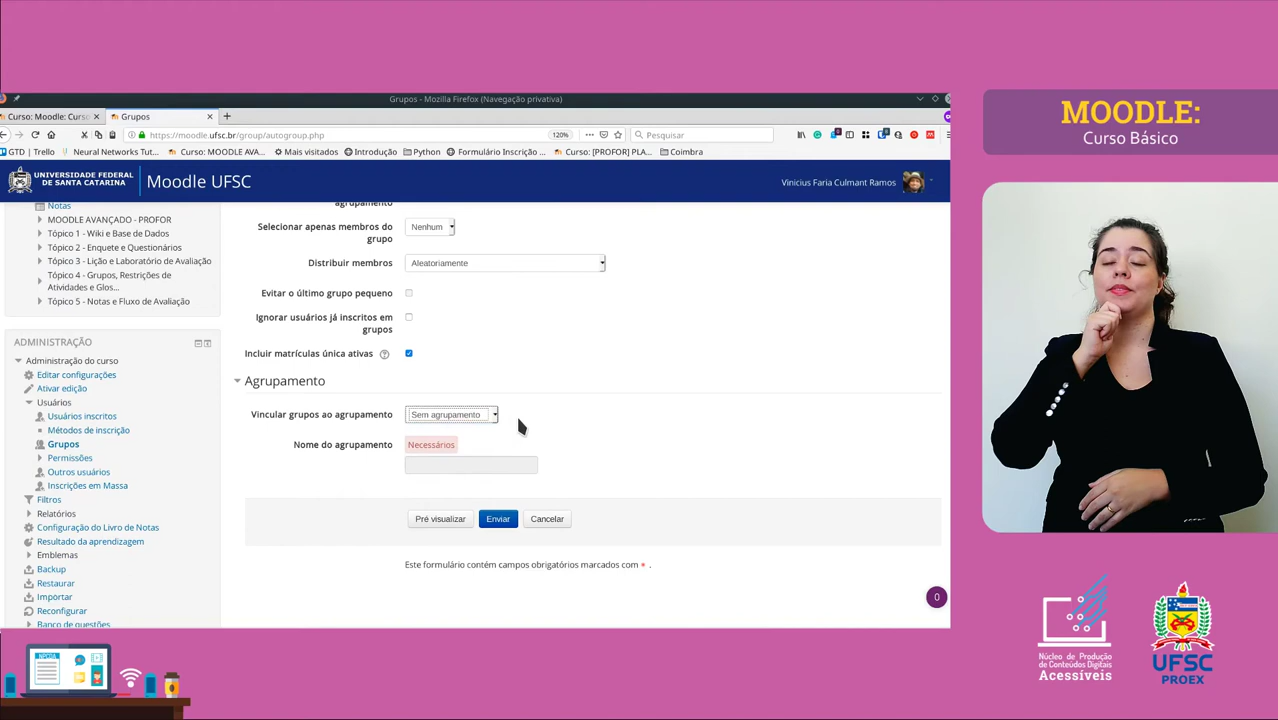 Grupos - Mozilla Firefox (Navegação privativa)
Curso: Moodle: Curs
Grupos
https://moodle.ufsc.br/group/autogroup.php
120%
Pesquisar
GTD | Trello
Neural Networks Tut...
Curso: MOODLE AVA...
Mais visitados
Introdução
Python
Formulário Inscrição ...
Curso: [PROFOR] PLA...
Coimbra
UNIVERSIDADE FEDERAL
DE SANTA CATARINA
Moodle UFSC
Vinicius Faria Culmant Ramos
Notas
MOODLE AVANÇADO - PROFOR
Tópico 1 - Wiki e Base de Dados
Tópico 2 - Enquete e Questionários
Tópico 3 - Lição e Laboratório de Avaliação
Tópico 4 - Grupos, Restrições de
Atividades e Glos...
Tópico 5 - Notas e Fluxo de Avaliação
ADMINISTRAÇÃO
Administração do curso
Editar configurações
Ativar edição
Usuários
Usuários inscritos
Métodos de inscrição
Grupos
Permissões
Outros usuários
Inscrições em Massa
Filtros
Relatórios
Configuração do Livro de Notas
Resultado da aprendizagem
Emblemas
Backup
Restaurar
Importar
Reconfigurar
Banco de questões
agrupamento
Selecionar apenas membros do
grupo
Nenhum
Distribuir membros
Aleatoriamente
Evitar o último grupo pequeno
Ignorar usuários já inscritos em
grupos
Incluir matrículas única ativas
Agrupamento
Vincular grupos ao agrupamento
Sem agrupamento
Nome do agrupamento
Necessários
Pré visualizar
Enviar
Cancelar
Este formulário contém campos obrigatórios marcados com * .
0
MOODLE:
Curso Básico
Núcleo de Produção
de Conteúdos Digitais
Acessíveis
UFSC
PROEX
NPCDA